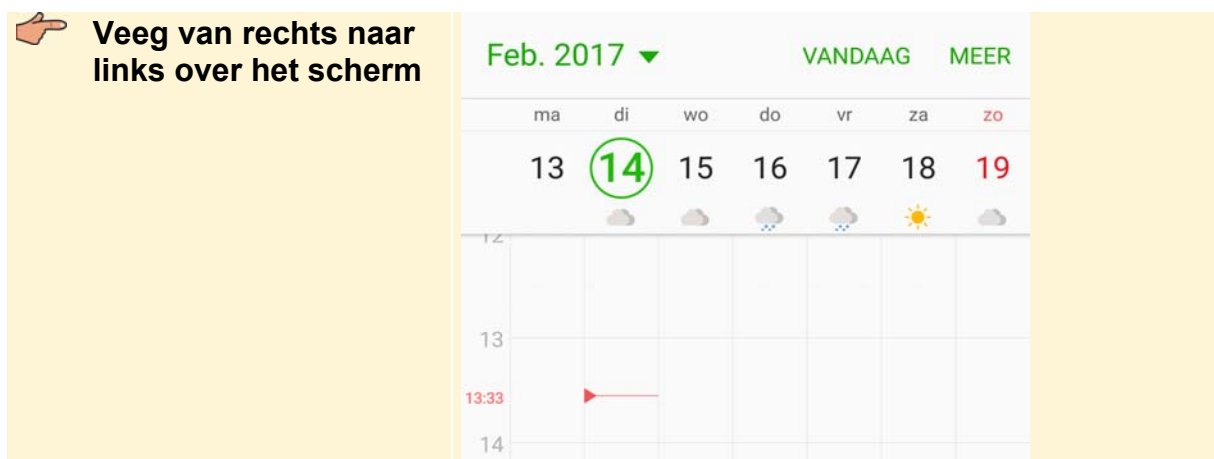 Veeg van rechts naar
links over het scherm
Feb. 2017 VANDAAG MEER
ma di wo do vr za zo
13 14 15 16 17 18 19
12
13
13:33
14